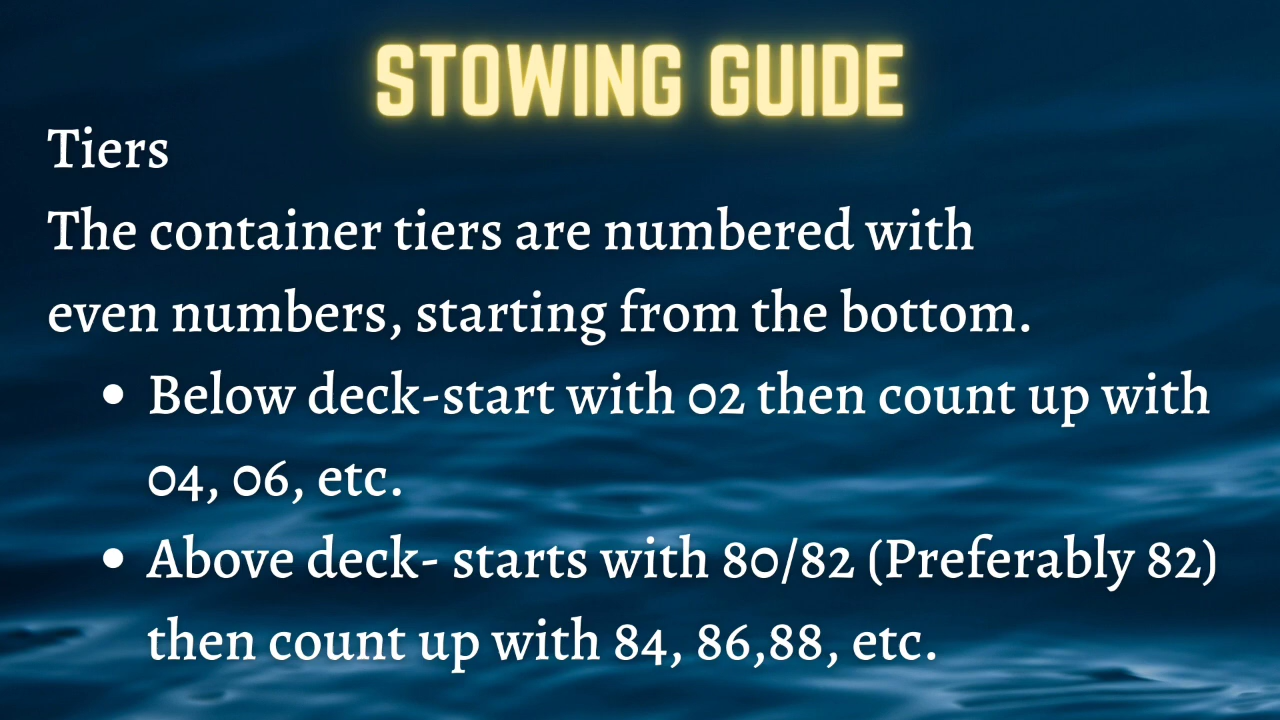 STOWING GUIDE
Tiers
The container tiers are numbered with
even numbers, starting from the bottom.
• Below deck-start with 02 then count up with
04, 06, etc.
• Above deck- starts with 80/82 (Preferably 82)
then count up with 84, 86,88, etc.